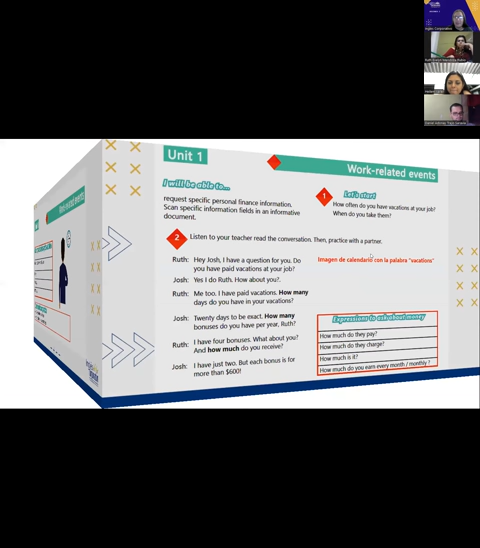 Unit 1
Work-related events
I will be able to...
request specific personal finance information.
Scan specific information fields in an informative
document.
1
Let's start
How often do you have vacations at your job?
When do you take them?
2
Listen to your teacher read the conversation. Then, practice with a partner.
Ruth: Hey Josh, I have a question for you. Do
you have paid vacations at your job?
Josh: Yes I do Ruth. How about you?.
Ruth: Me too. I have paid vacations. How many
days do you have in your vacations?
Josh: Twenty days to be exact. How many
bonuses do you have per year, Ruth?
Ruth: I have four bonuses. What about you?
And how much do you receive?
Josh: I have just two. But each bonus is for
more than $600!
Imagen de calendario con la palabra "vacations"
Expressions to ask about money
How much do they pay?
How much do they charge?
How much is it?
How much do you earn every month / monthly ?
Work-related events